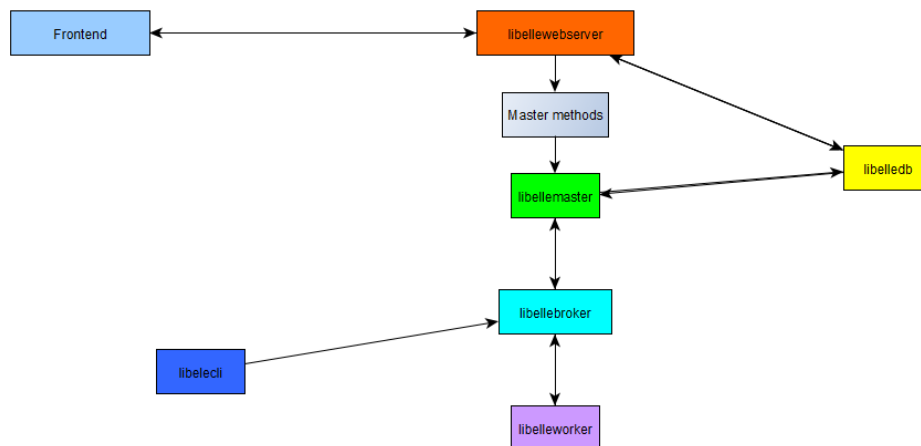 Frontend
libellewebserver
Master methods
libelledb
libellemaster
libellebroker
libelecli
libelleworker